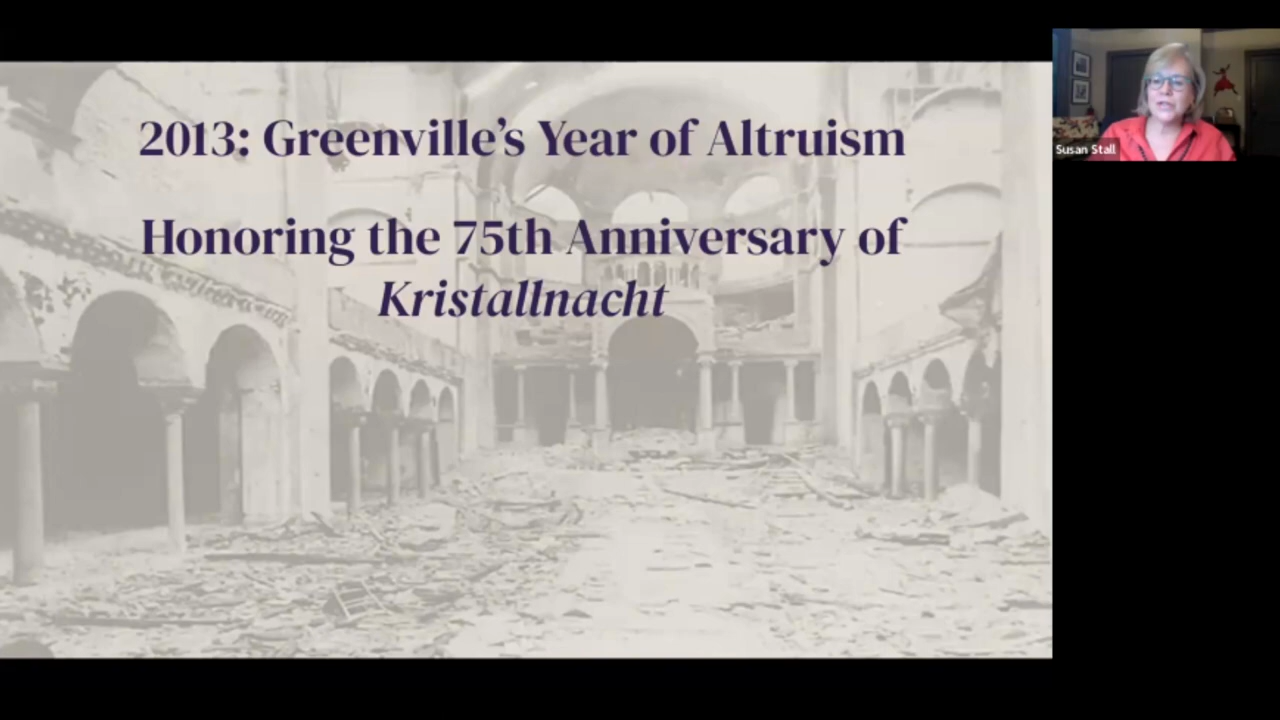 2013: Greenville’s Year of Altruism
Honoring the 75th Anniversary of
Kristallnacht
Susan Stall